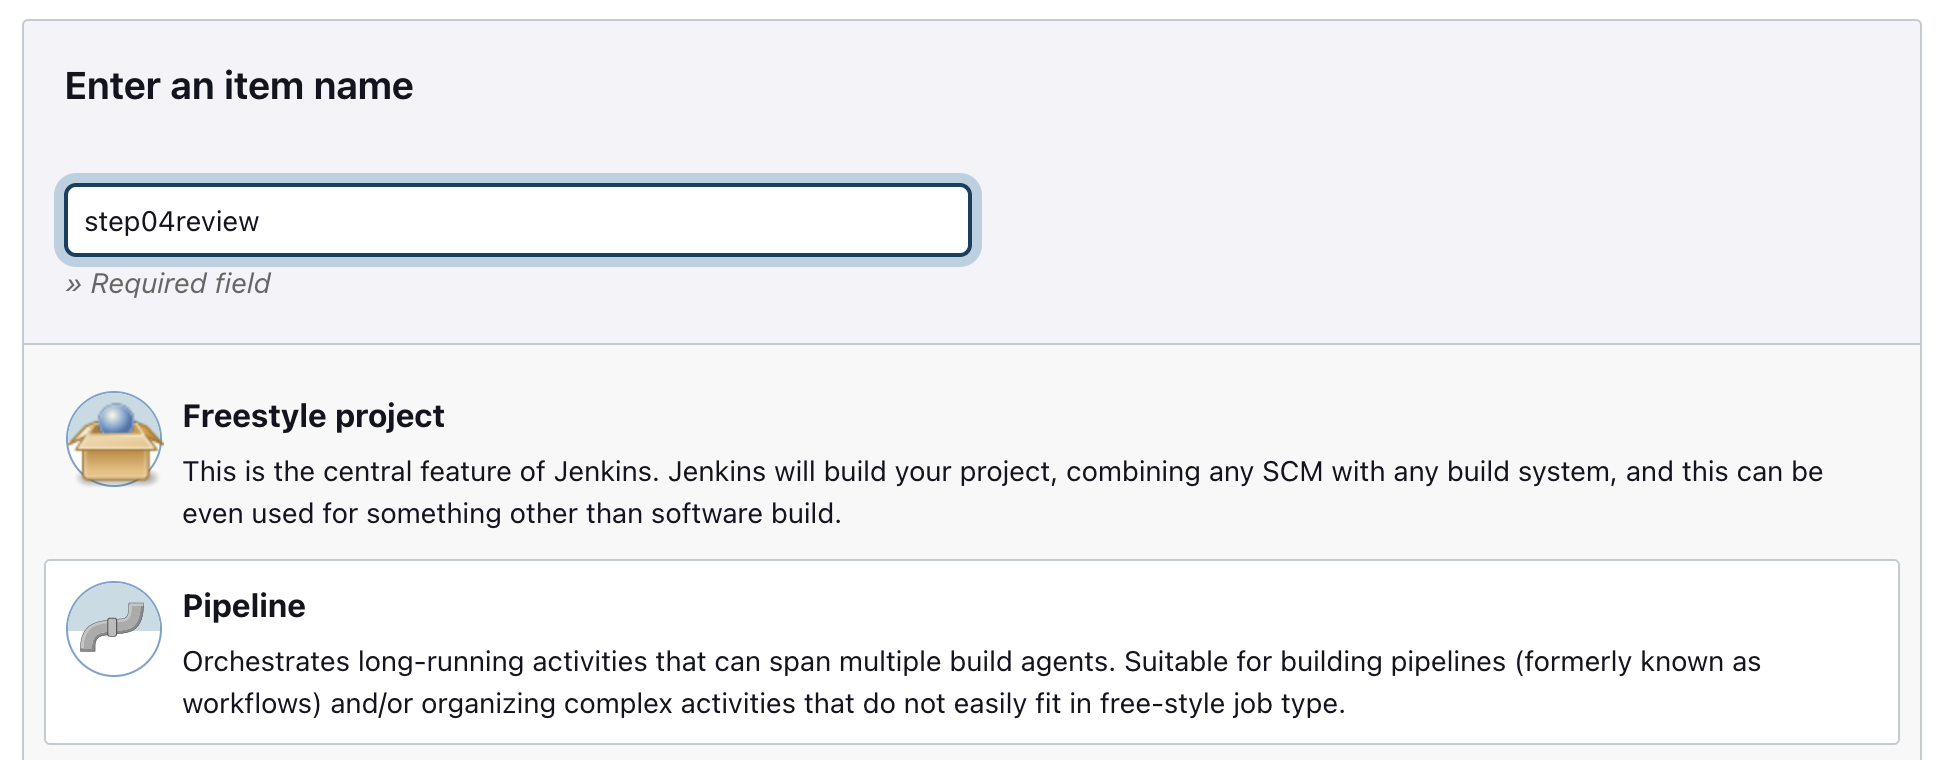 Enter an item name
step04review
» Required field
Freestyle project
This is the central feature of Jenkins. Jenkins will build your project, combining any SCM with any build system, and this can be
even used for something other than software build.
Pipeline
Orchestrates long-running activities that can span multiple build agents. Suitable for building pipelines (formerly known as
workflows) and/or organizing complex activities that do not easily fit in free-style job type.